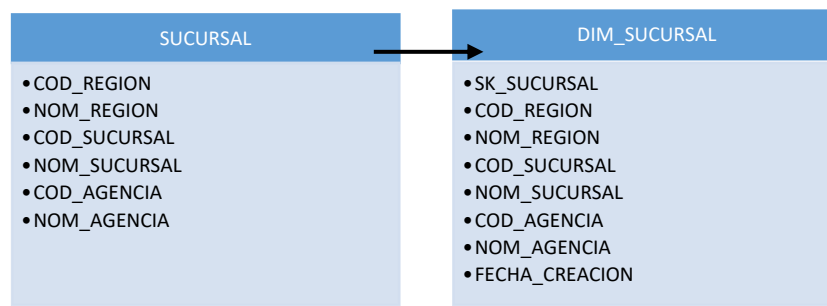 SUCURSAL
•COD_REGION
•NOM_REGION
•COD_SUCURSAL
•NOM_SUCURSAL
•COD_AGENCIA
•NOM_AGENCIA
DIM_SUCURSAL
•SK_SUCURSAL
•COD_REGION
•NOM_REGION
•COD_SUCURSAL
•NOM_SUCURSAL
•COD_AGENCIA
•NOM_AGENCIA
•FECHA_CREACION